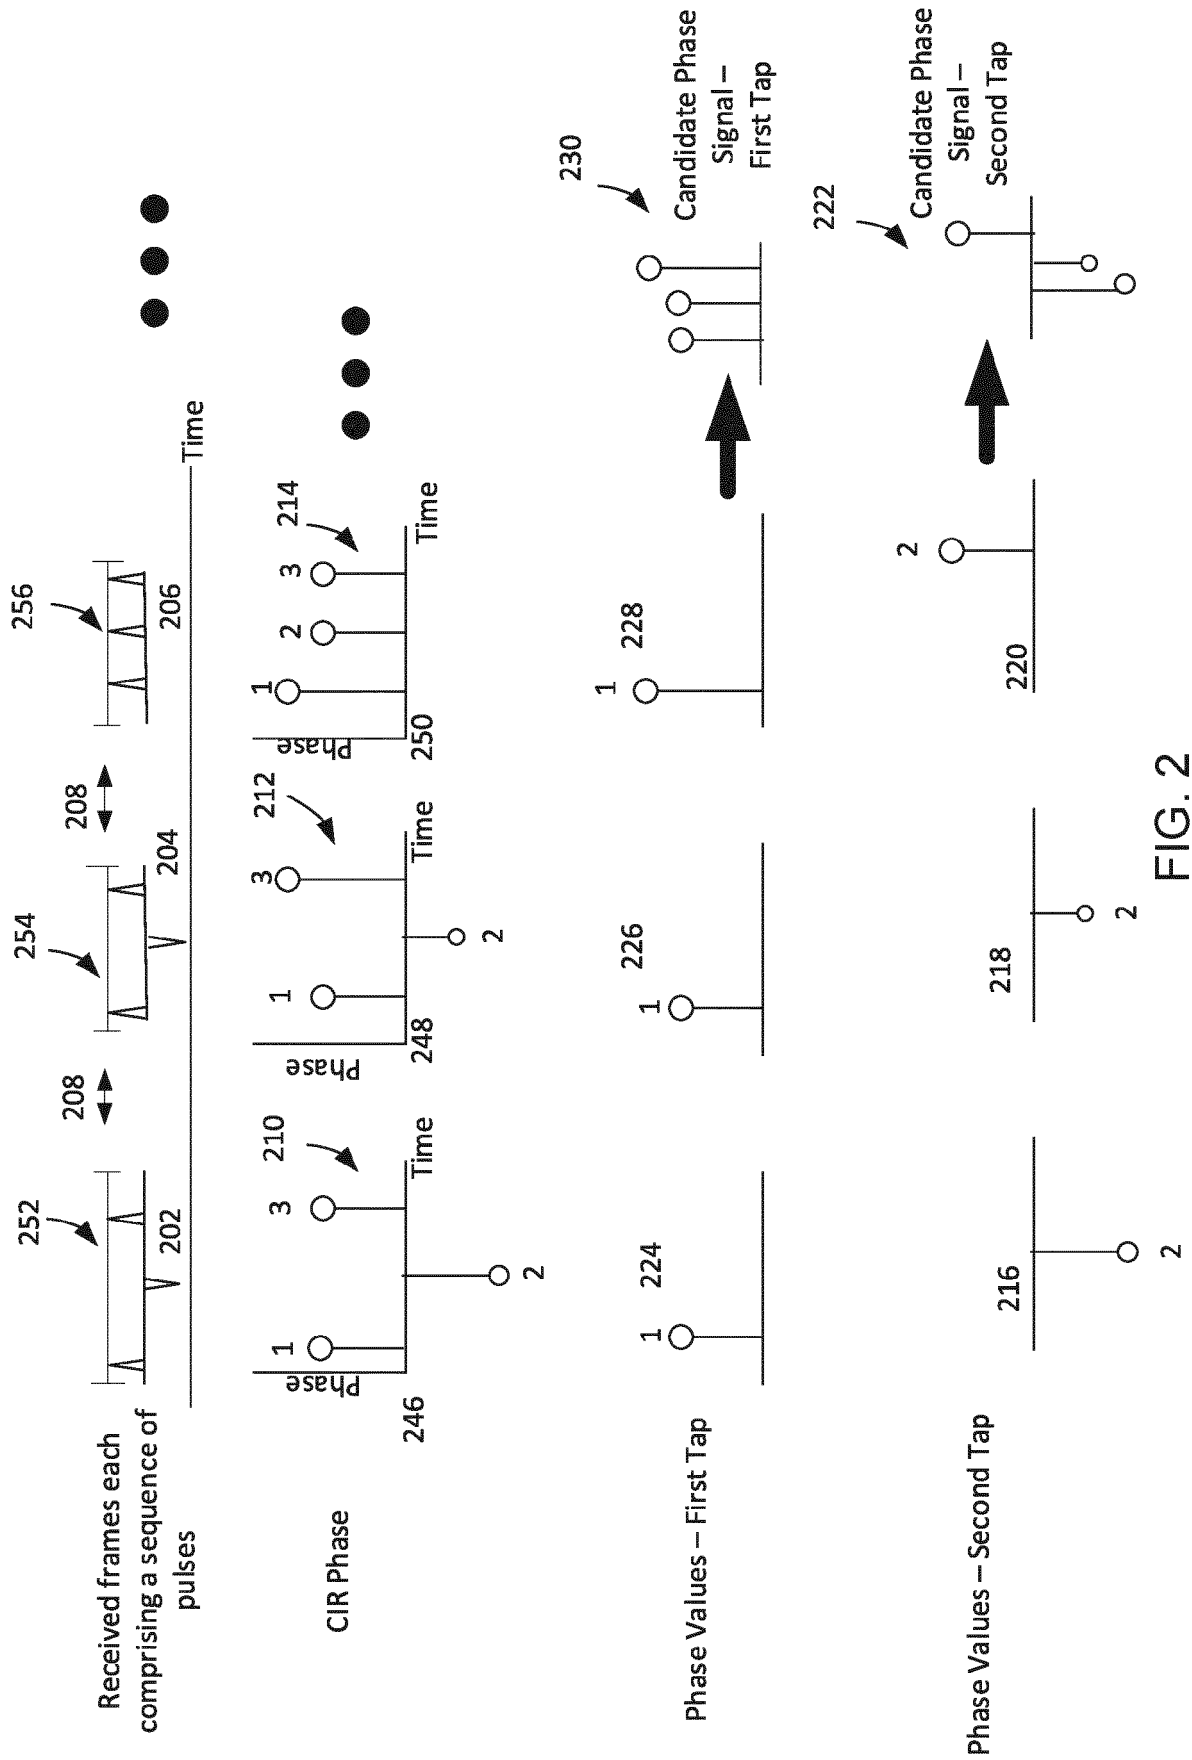 Received frames each
comprising a sequence of
pulses
252
202
208
254
204
208
256
206
Time
CIR Phase
246
Phase
1
2
3
210
Time
248
Phase
1
2
3
212
Time
250
Phase
1
2
3
214
Time
Phase Values – First Tap
1
224
1
226
1
228
230
Candidate Phase
Signal –
First Tap
Phase Values – Second Tap
216
2
218
2
220
2
222
Candidate Phase
Signal –
Second Tap
FIG. 2